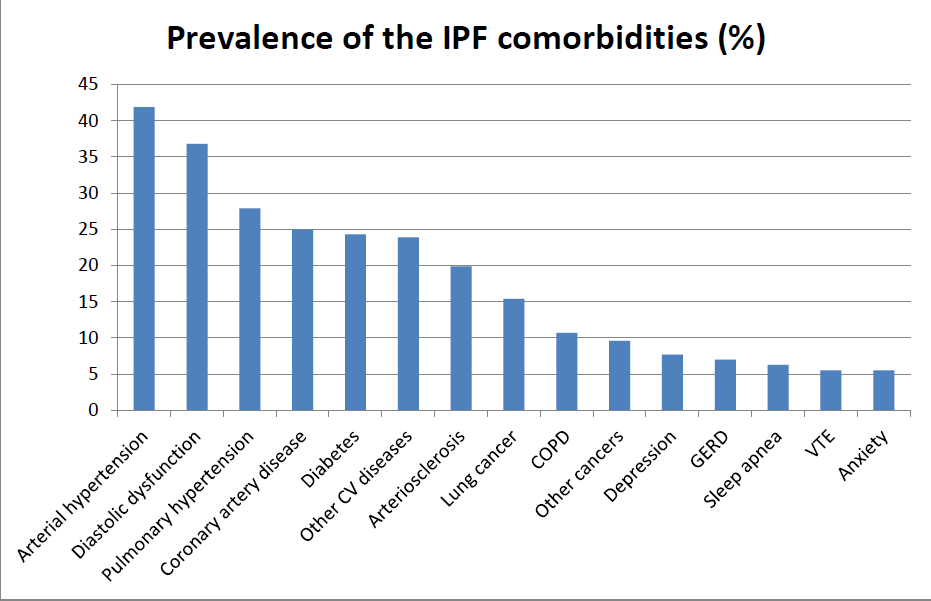 Prevalence of the IPF comorbidities (%)
45
40
35
30
25
20
15
10
5
0
Arterial hypertension
Diastolic dysfunction
Pulmonary hypertension
Coronary artery disease
Diabetes
Other CV diseases
Arteriosclerosis
Lung cancer
COPD
Other cancers
Depression
GERD
Sleep apnea
VTE
Anxiety